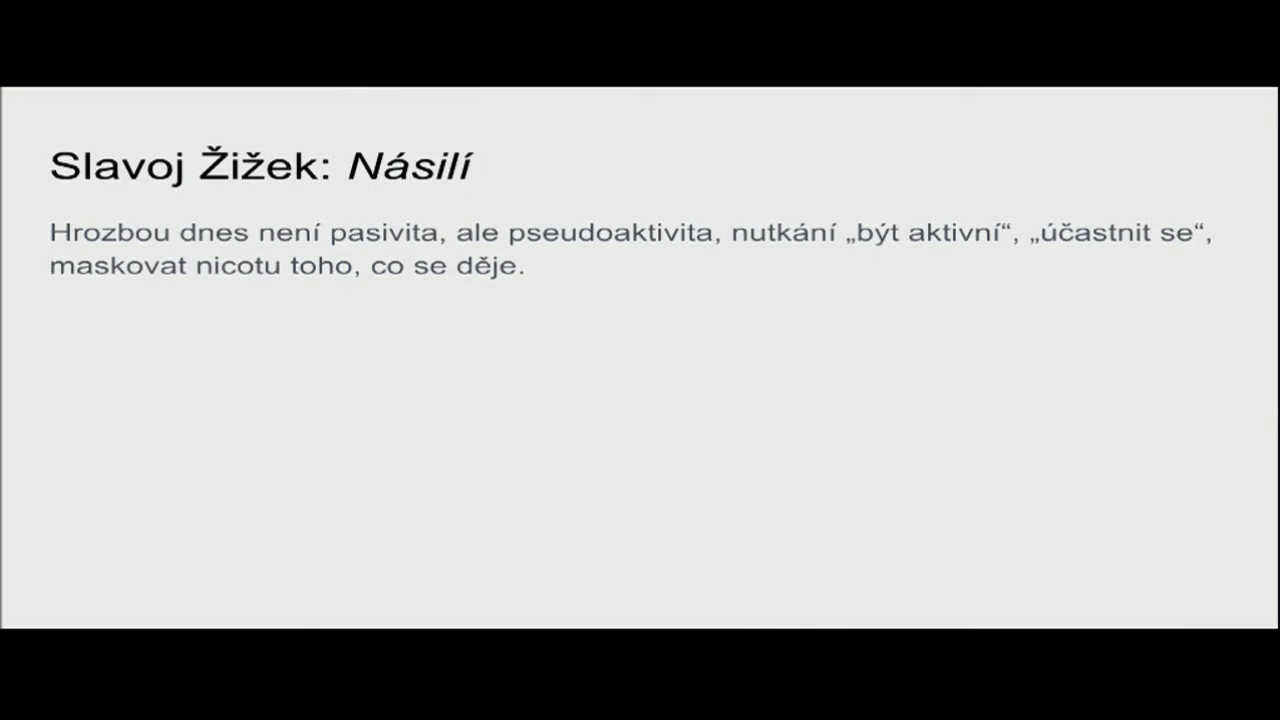 Slavoj Žižek: Násilí
Hrozbou dnes není pasivita, ale pseudoaktivita, nutkání „být aktivní“, „účastnit se“,
maskovat nicotu toho, co se děje.